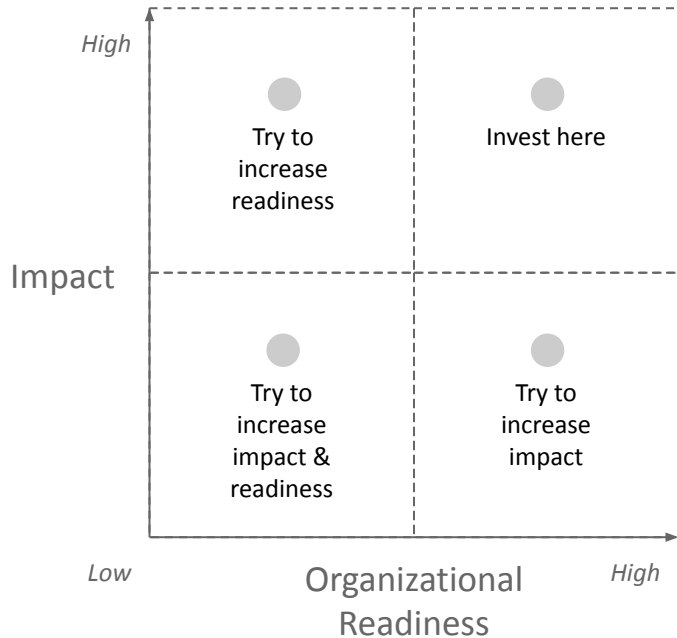 High
Try to
increase
readiness
Invest here
Impact
Try to
increase
impact &
readiness
Try to
increase
impact
Low
Organizational
Readiness
High